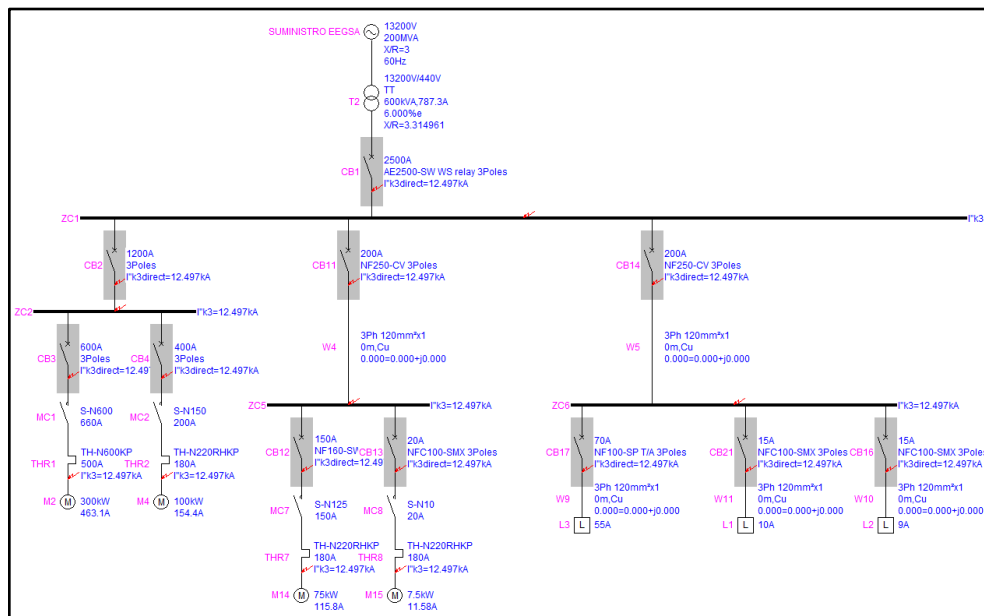 SUMINISTRO EEGSA
13200V
200MVA
X/R=3
60Hz
T2
13200V/440V
TT
600kVA,787.3A
6.000%e
X/R=3.314961
CB1
2500A
AE2500-SW WS relay 3Poles
I"k3direct=12.497kA
ZC1
I"k3
CB2
1200A
3Poles
I"k3direct=12.497kA
CB11
200A
NF250-CV 3Poles
I"k3direct=12.497kA
CB14
200A
NF250-CV 3Poles
I"k3direct=12.497kA
ZC2
I"k3=12.497kA
CB3
600A
3Poles
I"k3direct=12.4
CB4
400A
3Poles
I"k3direct=12.497kA
W4
3Ph 120mm²x1
0m,Cu
0.000=0.000+j0.000
W5
3Ph 120mm²x1
0m,Cu
0.000=0.000+j0.000
MC1
S-N600
660A
MC2
S-N150
200A
THR1
TH-N600KP
500A
I"k3=12.497kA
THR2
TH-N220RHKP
180A
I"k3=12.497kA
M2
300kW
463.1A
M4
100kW
154.4A
ZC5
I"k3=12.497kA
ZC6
I"k3=12.497kA
CB12
150A
NF160-SW
I"k3direct=12.49
CB13
20A
NFC100-SMX 3Poles
I"k3direct=12.497kA
CB17
70A
NF100-SP T/A 3Poles
I"k3direct=12.497kA
CB21
15A
NFC100-SMX 3Poles
I"k3direct=12.497kA
CB16
15A
NFC100-SMX 3Poles
I"k3direct=12.497kA
MC7
S-N125
150A
MC8
S-N10
20A
W9
3Ph 120mm²x1
0m,Cu
0.000=0.000+j0.000
W11
3Ph 120mm²x1
0m,Cu
0.000=0.000+j0.000
W10
3Ph 120mm²x1
0m,Cu
0.000=0.000+j0.000
L3
L
55A
L1
L
10A
L2
L
9A
THR7
TH-N220RHKP
180A
I"k3=12.497kA
THR8
TH-N220RHKP
180A
I"k3=12.497kA
M14
M
75kW
115.8A
M15
M
7.5kW
11.58A